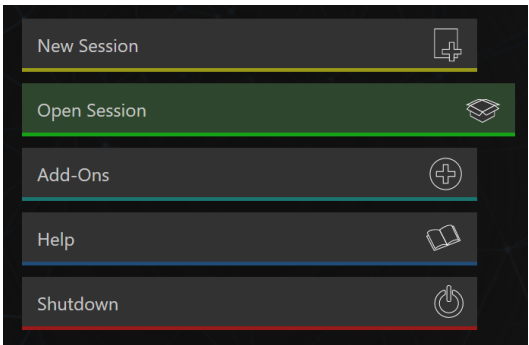 New Session
Open Session
Add-Ons
Help
Shutdown